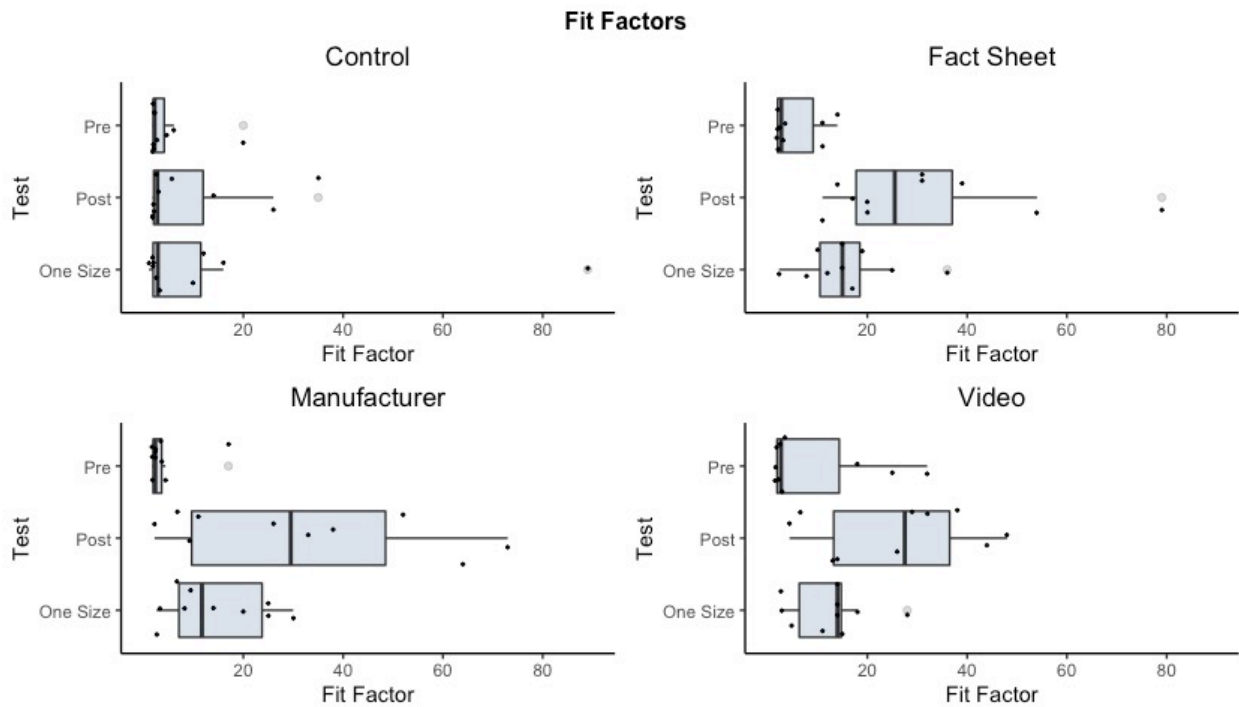 Fit Factors
Control
Pre
Post
One Size
Test
20 40 60 80
Fit Factor
Fact Sheet
Pre
Post
One Size
Test
20 40 60 80
Fit Factor
Manufacturer
Pre
Post
One Size
Test
20 40 60 80
Fit Factor
Video
Pre
Post
One Size
Test
20 40 60 80
Fit Factor